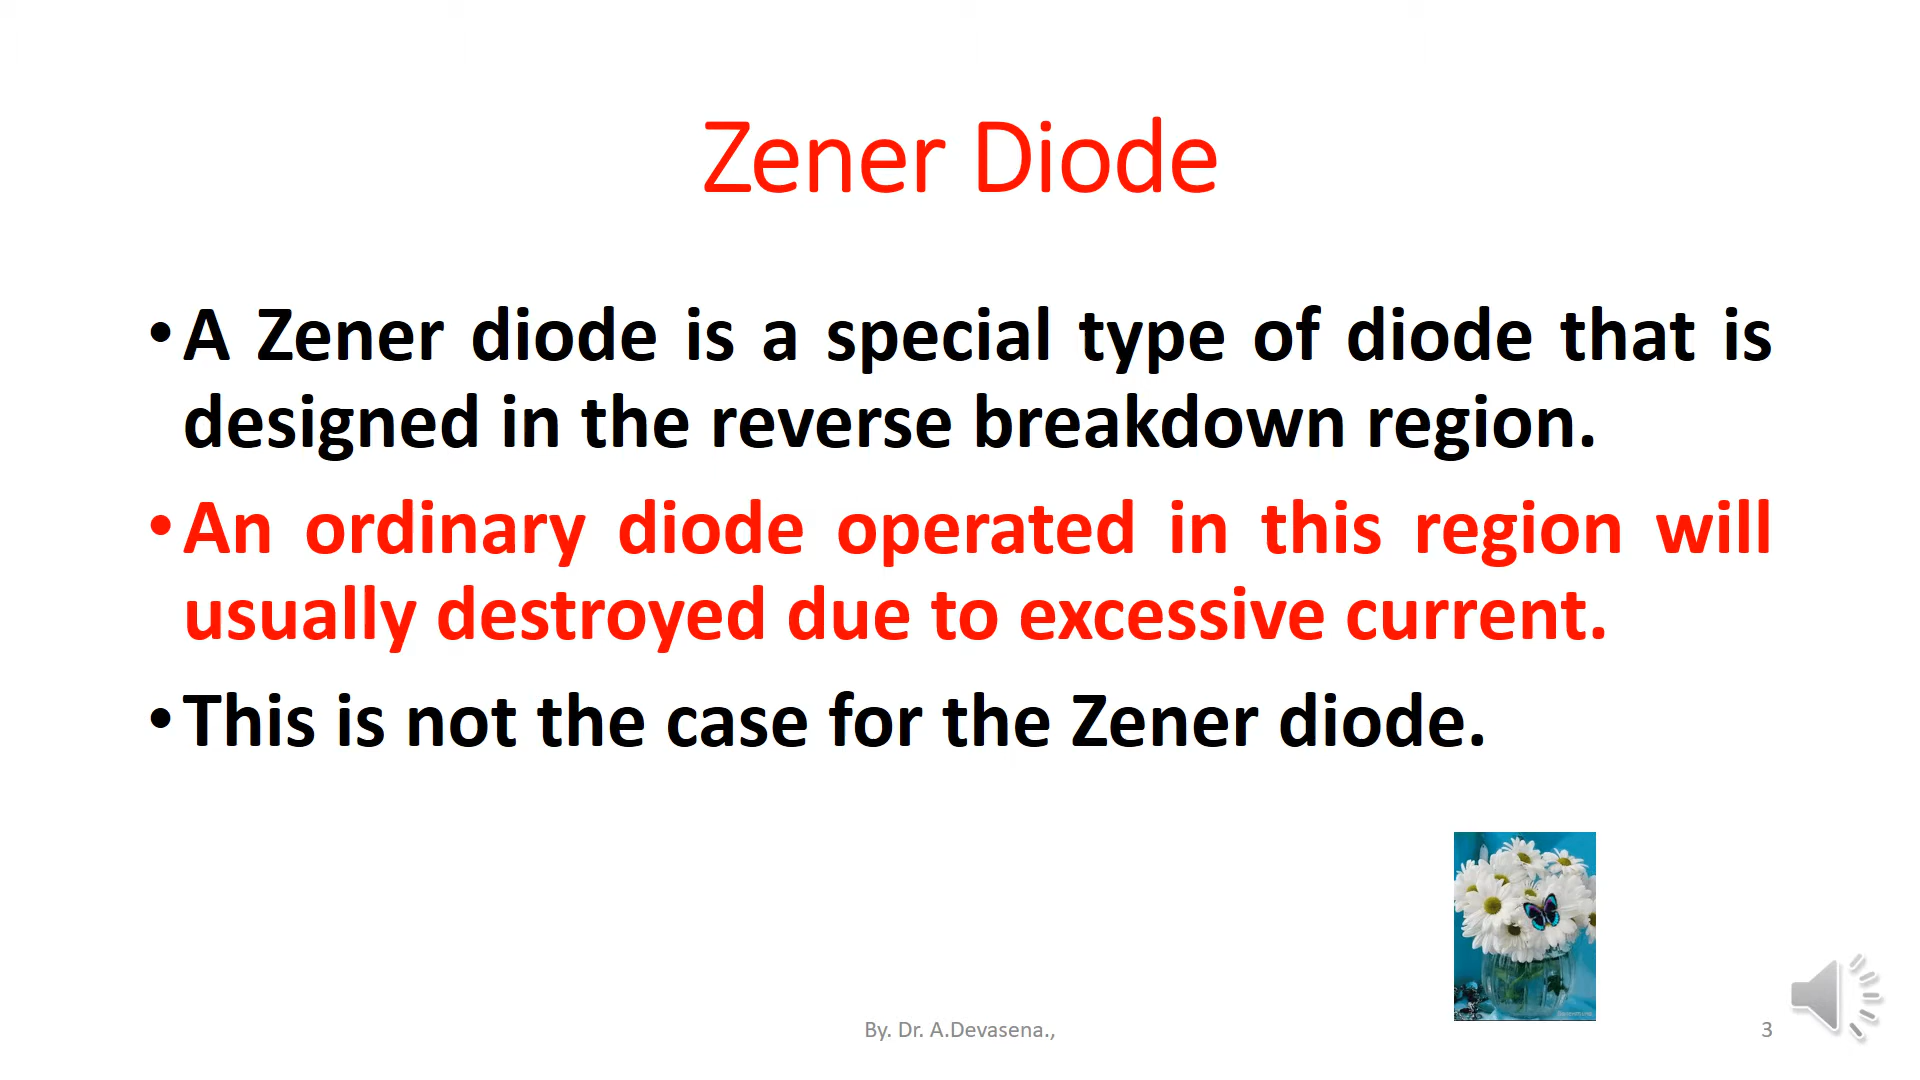 Zener Diode
•A Zener diode is a special type of diode that is
designed in the reverse breakdown region.
•An ordinary diode operated in this region will
usually destroyed due to excessive current.
•This is not the case for the Zener diode.
By. Dr. A.Devasena.,
3